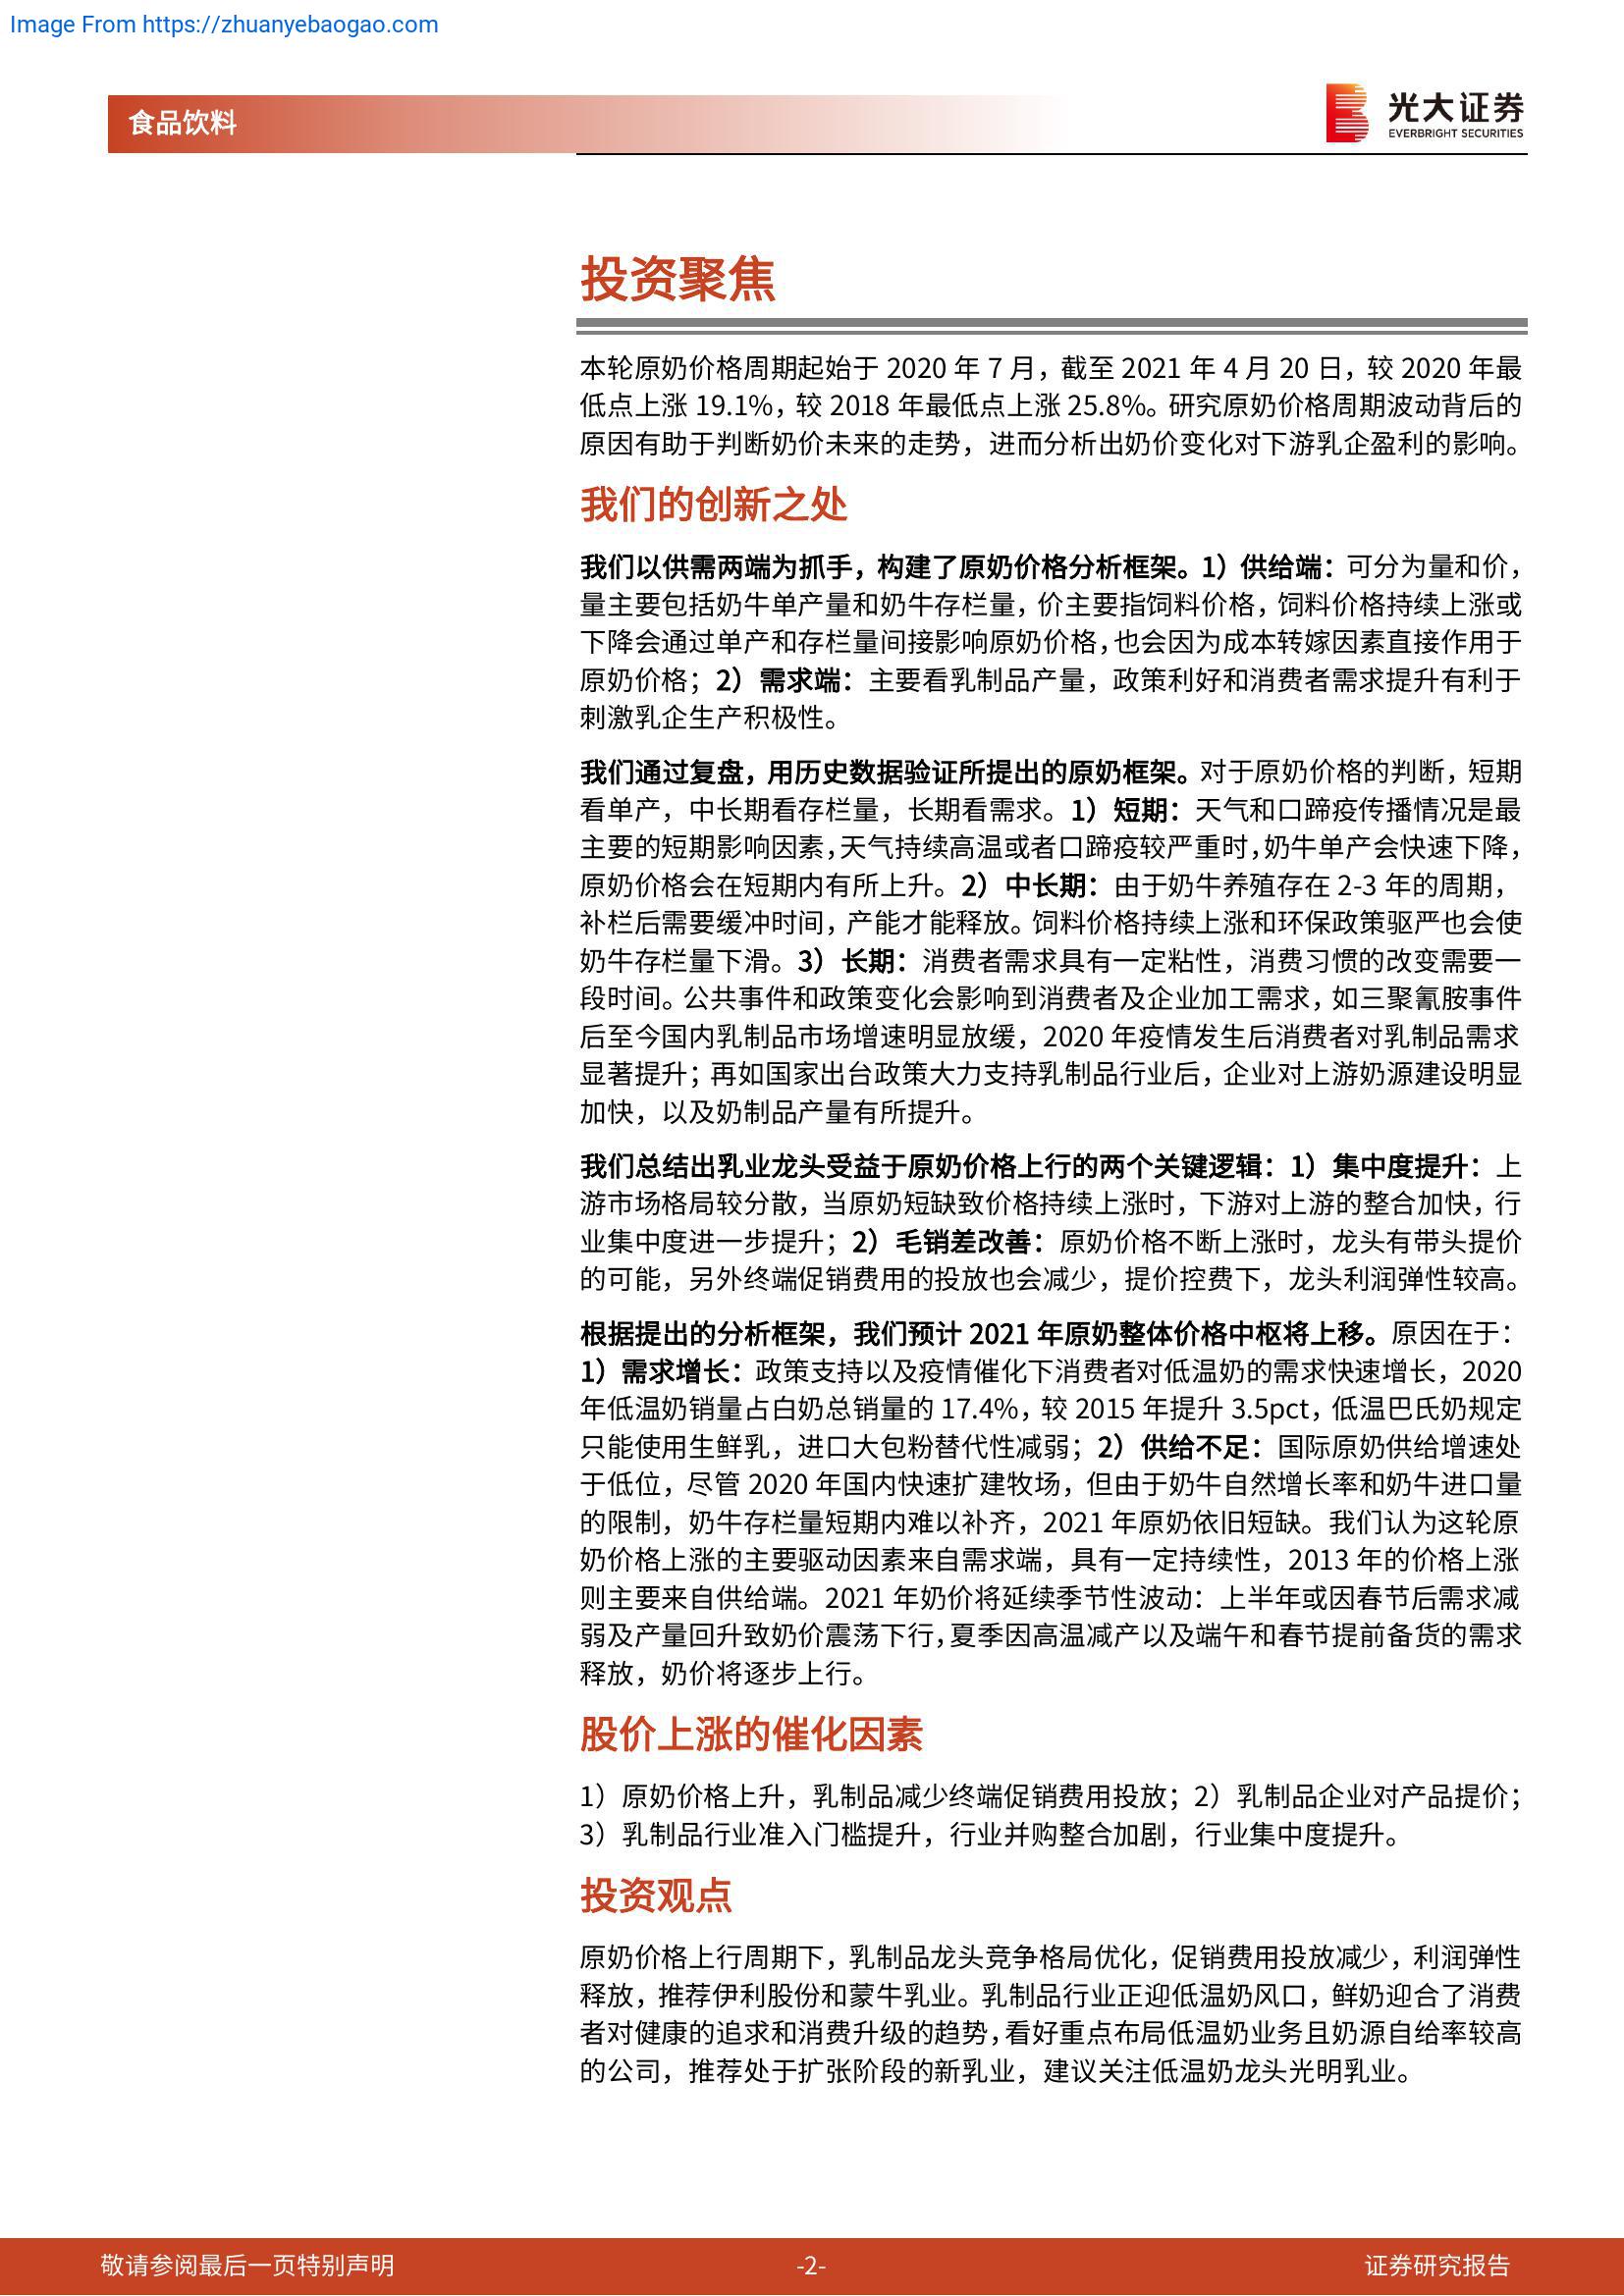 Image From https://zhuanyebaogao.com
食品饮料
光大证券
EVERBRIGHT SECURITIES
投资聚焦
本轮原奶价格周期起始于 2020 年 7 月，截至 2021 年 4 月 20 日，较 2020 年最
低点上涨 19.1%，较 2018 年最低点上涨 25.8%。研究原奶价格周期波动背后的
原因有助于判断奶价未来的走势，进而分析出奶价变化对下游乳企盈利的影响。
我们的创新之处
我们以供需两端为抓手，构建了原奶价格分析框架。1）供给端：可分为量和价，
量主要包括奶牛单产量和奶牛存栏量，价主要指饲料价格，饲料价格持续上涨或
下降会通过单产和存栏量间接影响原奶价格，也会因为成本转嫁因素直接作用于
原奶价格；2）需求端：主要看乳制品产量，政策利好和消费者需求提升有利于
刺激乳企生产积极性。
我们通过复盘，用历史数据验证所提出的原奶框架。对于原奶价格的判断，短期
看单产，中长期看存栏量，长期看需求。1）短期：天气和口蹄疫传播情况是最
主要的短期影响因素，天气持续高温或者口蹄疫较严重时，奶牛单产会快速下降，
原奶价格会在短期内有所上升。2）中长期：由于奶牛养殖存在 2-3 年的周期，
补栏后需要缓冲时间，产能才能释放。饲料价格持续上涨和环保政策驱严也会使
奶牛存栏量下滑。3）长期：消费者需求具有一定粘性，消费习惯的改变需要一
段时间。公共事件和政策变化会影响到消费者及企业加工需求，如三聚氰胺事件
后至今国内乳制品市场增速明显放缓，2020 年疫情发生后消费者对乳制品需求
显著提升；再如国家出台政策大力支持乳制品行业后，企业对上游奶源建设明显
加快，以及奶制品产量有所提升。
我们总结出乳业龙头受益于原奶价格上行的两个关键逻辑：1）集中度提升：上
游市场格局较分散，当原奶短缺致价格持续上涨时，下游对上游的整合加快，行
业集中度进一步提升；2）毛销差改善：原奶价格不断上涨时，龙头有带头提价
的可能，另外终端促销费用的投放也会减少，提价控费下，龙头利润弹性较高。
根据提出的分析框架，我们预计 2021 年原奶整体价格中枢将上移。原因在于：
1）需求增长：政策支持以及疫情催化下消费者对低温奶的需求快速增长，2020
年低温奶销量占白奶总销量的 17.4%，较 2015 年提升 3.5pct，低温巴氏奶规定
只能使用生鲜乳，进口大包粉替代性减弱；2）供给不足：国际原奶供给增速处
于低位，尽管 2020 年国内快速扩建牧场，但由于奶牛自然增长率和奶牛进口量
的限制，奶牛存栏量短期内难以补齐，2021 年原奶依旧短缺。我们认为这轮原
奶价格上涨的主要驱动因素来自需求端，具有一定持续性，2013 年的价格上涨
则主要来自供给端。2021 年奶价将延续季节性波动：上半年或因春节后需求减
弱及产量回升致奶价震荡下行，夏季因高温减产以及端午和春节提前备货的需求
释放，奶价将逐步上行。
股价上涨的催化因素
1）原奶价格上升，乳制品减少终端促销费用投放；2）乳制品企业对产品提价；
3）乳制品行业准入门槛提升，行业并购整合加剧，行业集中度提升。
投资观点
原奶价格上行周期下，乳制品龙头竞争格局优化，促销费用投放减少，利润弹性
释放，推荐伊利股份和蒙牛乳业。乳制品行业正迎低温奶风口，鲜奶迎合了消费
者对健康的追求和消费升级的趋势，看好重点布局低温奶业务且奶源自给率较高
的公司，推荐处于扩张阶段的新乳业，建议关注低温奶龙头光明乳业。
敬请参阅最后一页特别声明
-2-
证券研究报告